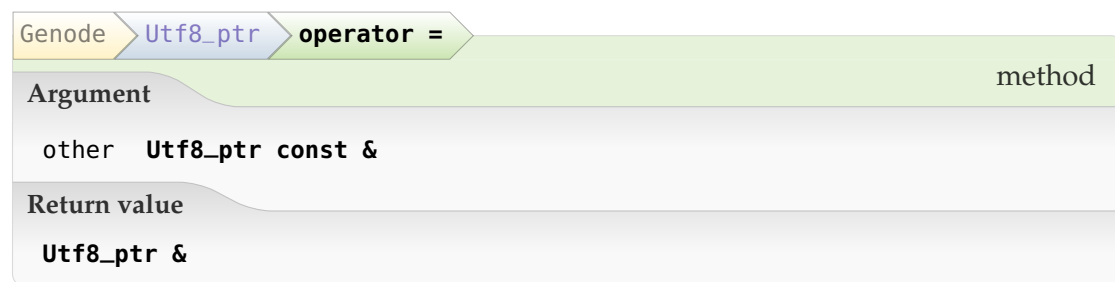 Genode Utf8_ptr operator =
method
Argument
other Utf8_ptr const &
Return value
Utf8_ptr &